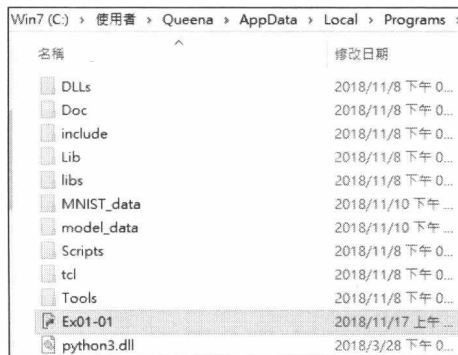 Win7 (C:) › 使用者 › Queena › AppData › Local › Programs ›
名稱 修改日期
DLLs 2018/11/8 下午 0...
Doc 2018/11/8 下午 0...
include 2018/11/8 下午 0...
Lib 2018/11/8 下午 0...
libs 2018/11/8 下午 0...
MNIST_data 2018/11/10 下午 ...
model_data 2018/11/10 下午 ...
Scripts 2018/11/8 下午 0...
tcl 2018/11/8 下午 0...
Tools 2018/11/8 下午 0...
Ex01-01 2018/11/17 上午 ...
python3.dll 2018/3/28 下午 0...